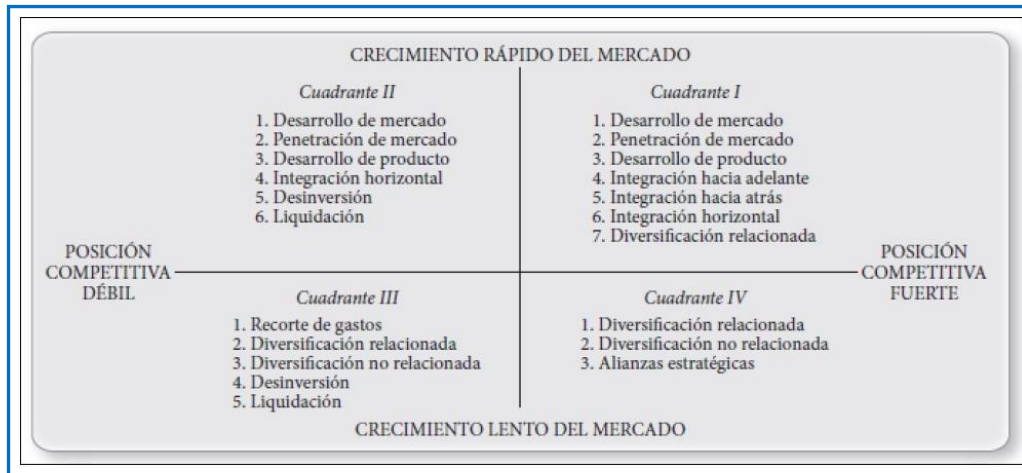 CRECIMIENTO RÁPIDO DEL MERCADO
Cuadrante II
1. Desarrollo de mercado
2. Penetración de mercado
3. Desarrollo de producto
4. Integración horizontal
5. Desinversión
6. Liquidación
Cuadrante I
1. Desarrollo de mercado
2. Penetración de mercado
3. Desarrollo de producto
4. Integración hacia adelante
5. Integración hacia atrás
6. Integración horizontal
7. Diversificación relacionada
POSICIÓN
COMPETITIVA
DÉBIL
POSICIÓN
COMPETITIVA
FUERTE
Cuadrante III
1. Recorte de gastos
2. Diversificación relacionada
3. Diversificación no relacionada
4. Desinversión
5. Liquidación
Cuadrante IV
1. Diversificación relacionada
2. Diversificación no relacionada
3. Alianzas estratégicas
CRECIMIENTO LENTO DEL MERCADO